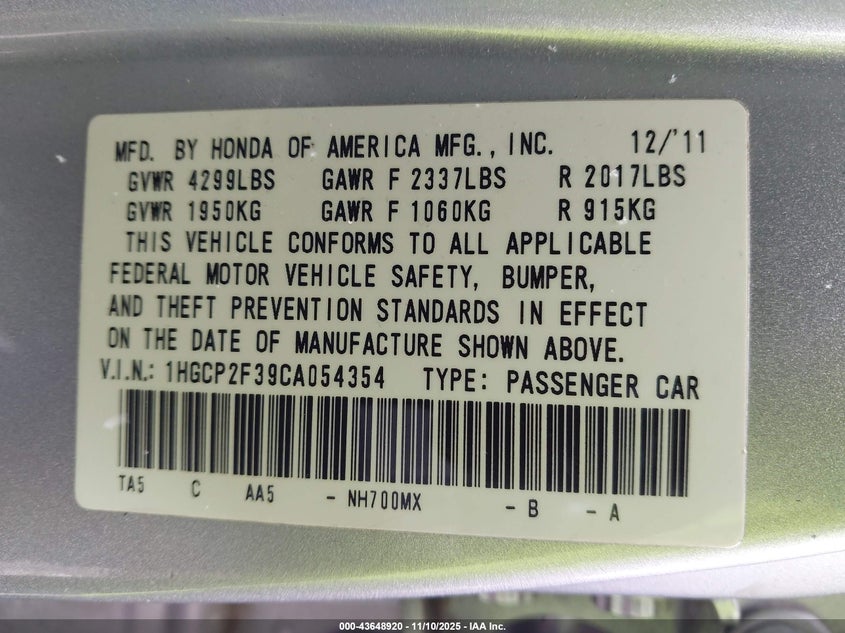 MFD. BY HONDA OF AMERICA MFG., INC. 12/'11
GVWR 4299LBS GAWR F 2337LBS R 2017LBS
GVWR 1950KG GAWR F 1060KG R 915KG
THIS VEHICLE CONFORMS TO ALL APPLICABLE
FEDERAL MOTOR VEHICLE SAFETY, BUMPER,
AND THEFT PREVENTION STANDARDS IN EFFECT
ON THE DATE OF MANUFACTURE SHOWN ABOVE.
V.I.N.: 1HGCP2F39CA054354 TYPE: PASSENGER CAR
TA5 C AA5 - NH700MX - B - A
000-43648920 - 11/10/2025 - IAA Inc.